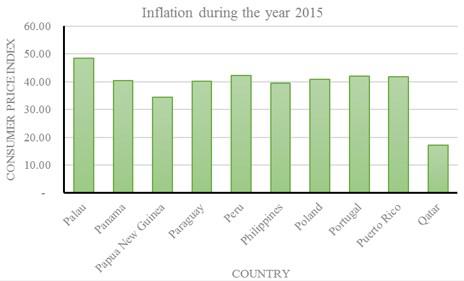 Inflation during the year 2015
CONSUMER PRICE INDEX
60.00
50.00
40.00
30.00
20.00
10.00
-
Palau
Panama
Papua New Guinea
Paraguay
Peru
Philippines
Poland
Portugal
Puerto Rico
Qatar
COUNTRY